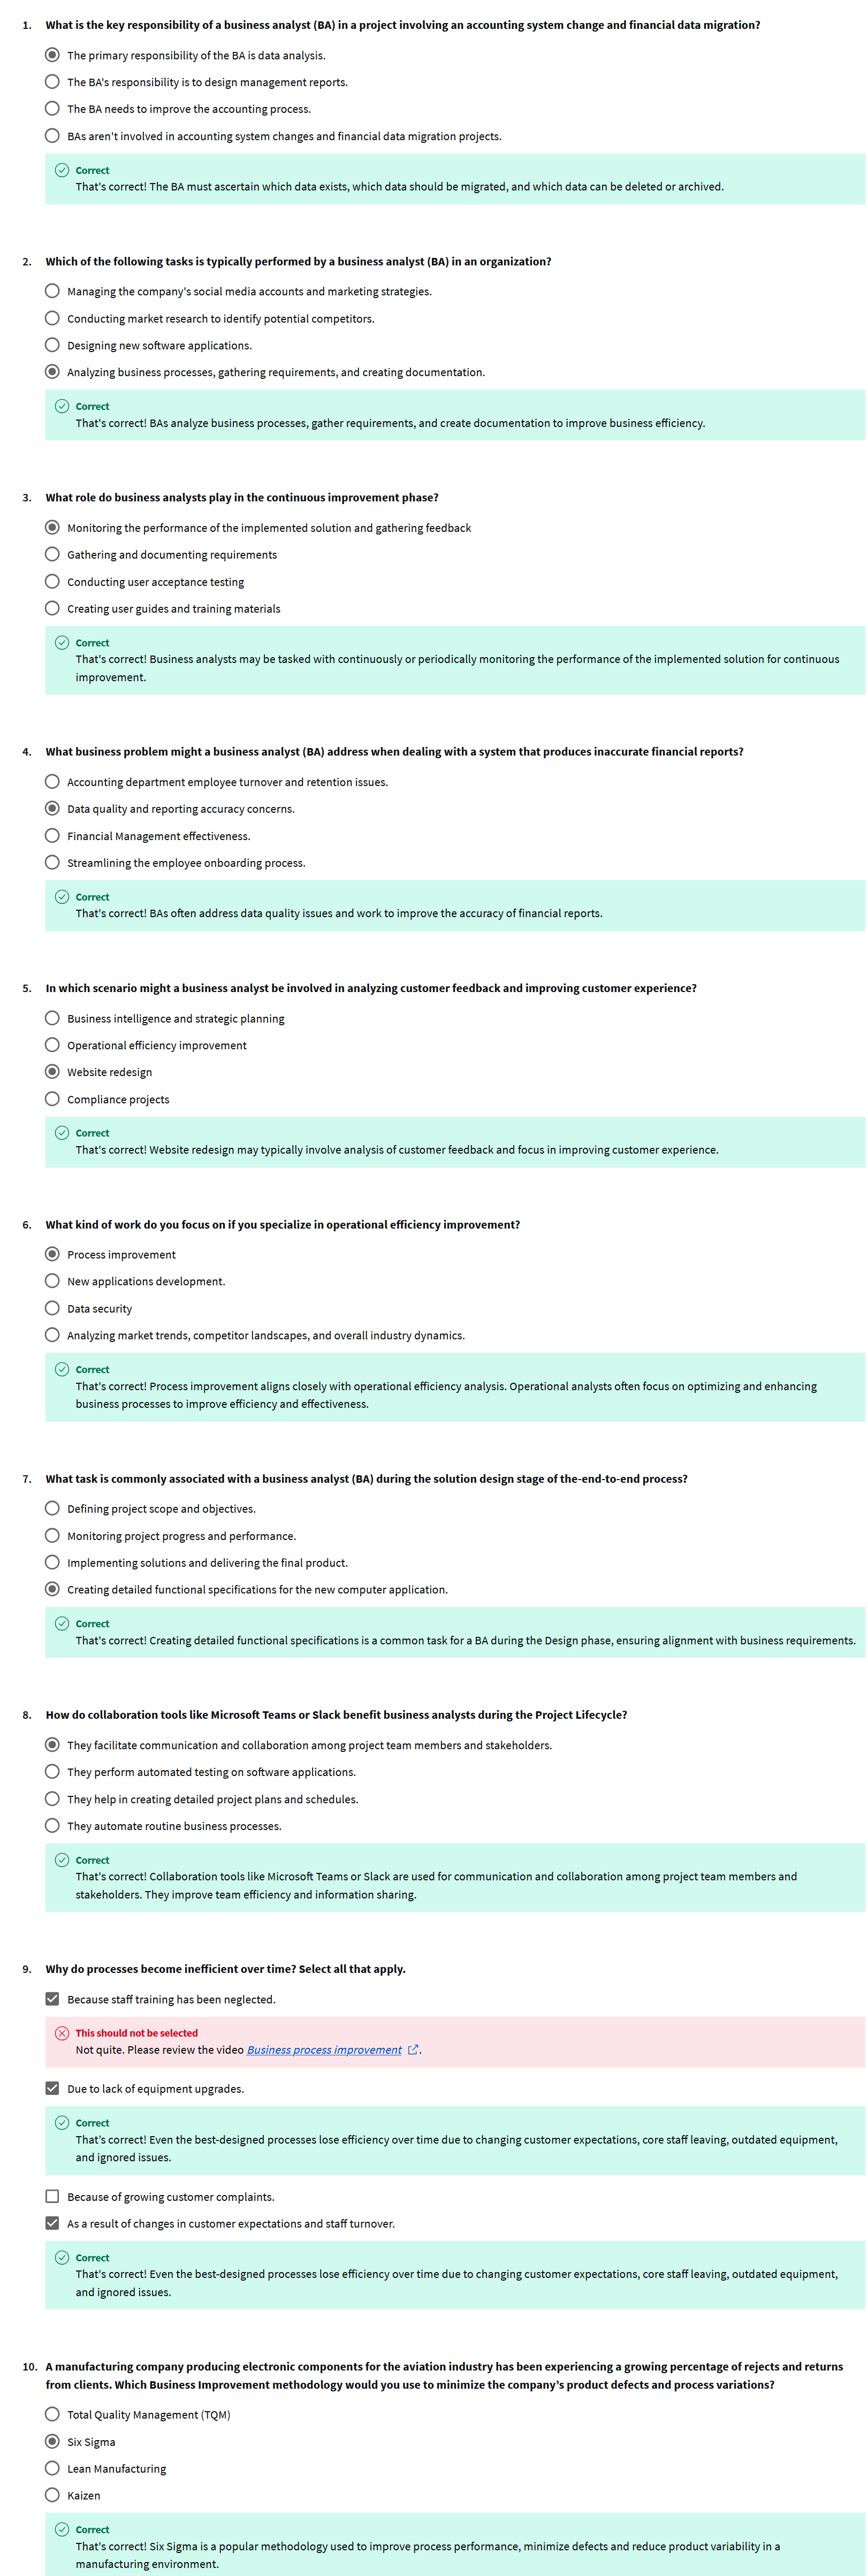 1. What is the key responsibility of a business analyst (BA) in a project involving an accounting system change and financial data migration?
The primary responsibility of the BA is data analysis.
The BA's responsibility is to design management reports.
The BA needs to improve the accounting process.
BAs aren't involved in accounting system changes and financial data migration projects.
Correct
That's correct! The BA must ascertain which data exists, which data should be migrated, and which data can be deleted or archived.
2. Which of the following tasks is typically performed by a business analyst (BA) in an organization?
Managing the company's social media accounts and marketing strategies.
Conducting market research to identify potential competitors.
Designing new software applications.
Analyzing business processes, gathering requirements, and creating documentation.
Correct
That's correct! BAs analyze business processes, gather requirements, and create documentation to improve business efficiency.
3. What role do business analysts play in the continuous improvement phase?
Monitoring the performance of the implemented solution and gathering feedback
Gathering and documenting requirements
Conducting user acceptance testing
Creating user guides and training materials
Correct
That's correct! Business analysts may be tasked with continuously or periodically monitoring the performance of the implemented solution for continuous
improvement.
4. What business problem might a business analyst (BA) address when dealing with a system that produces inaccurate financial reports?
Accounting department employee turnover and retention issues.
Data quality and reporting accuracy concerns.
Financial Management effectiveness.
Streamlining the employee onboarding process.
Correct
That's correct! BAs often address data quality issues and work to improve the accuracy of financial reports.
5. In which scenario might a business analyst be involved in analyzing customer feedback and improving customer experience?
Business intelligence and strategic planning
Operational efficiency improvement
Website redesign
Compliance projects
Correct
That's correct! Website redesign may typically involve analysis of customer feedback and focus in improving customer experience.
6. What kind of work do you focus on if you specialize in operational efficiency improvement?
Process improvement
New applications development.
Data security
Analyzing market trends, competitor landscapes, and overall industry dynamics.
Correct
That's correct! Process improvement aligns closely with operational efficiency analysis. Operational analysts often focus on optimizing and enhancing
business processes to improve efficiency and effectiveness.
7. What task is commonly associated with a business analyst (BA) during the solution design stage of the-end-to-end process?
Defining project scope and objectives.
Monitoring project progress and performance.
Implementing solutions and delivering the final product.
Creating detailed functional specifications for the new computer application.
Correct
That's correct! Creating detailed functional specifications is a common task for a BA during the Design phase, ensuring alignment with business requirements.
8. How do collaboration tools like Microsoft Teams or Slack benefit business analysts during the Project Lifecycle?
They facilitate communication and collaboration among project team members and stakeholders.
They perform automated testing on software applications.
They help in creating detailed project plans and schedules.
They automate routine business processes.
Correct
That's correct! Collaboration tools like Microsoft Teams or Slack are used for communication and collaboration among project team members and
stakeholders. They improve team efficiency and information sharing.
9. Why do processes become inefficient over time? Select all that apply.
Because staff training has been neglected.
This should not be selected
Not quite. Please review the video Business process improvement.
Due to lack of equipment upgrades.
Correct
That's correct! Even the best-designed processes lose efficiency over time due to changing customer expectations, core staff leaving, outdated equipment,
and ignored issues.
Because of growing customer complaints.
As a result of changes in customer expectations and staff turnover.
Correct
That's correct! Even the best-designed processes lose efficiency over time due to changing customer expectations, core staff leaving, outdated equipment,
and ignored issues.
10. A manufacturing company producing electronic components for the aviation industry has been experiencing a growing percentage of rejects and returns
from clients. Which Business Improvement methodology would you use to minimize the company's product defects and process variations?
Total Quality Management (TQM)
Six Sigma
Lean Manufacturing
Kaizen
Correct
That's correct! Six Sigma is a popular methodology used to improve process performance, minimize defects and reduce product variability in a
manufacturing environment.